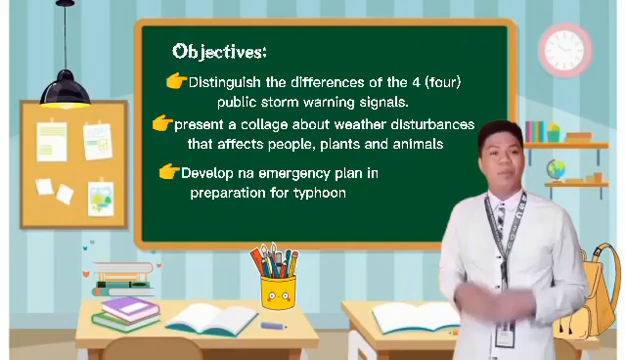 Objectives:
Distinguish the differences of the 4 (four)
public storm warning signals.
present a collage about weather disturbances
that affects people, plants and animals
Develop na emergency plan in
preparation for typhoon